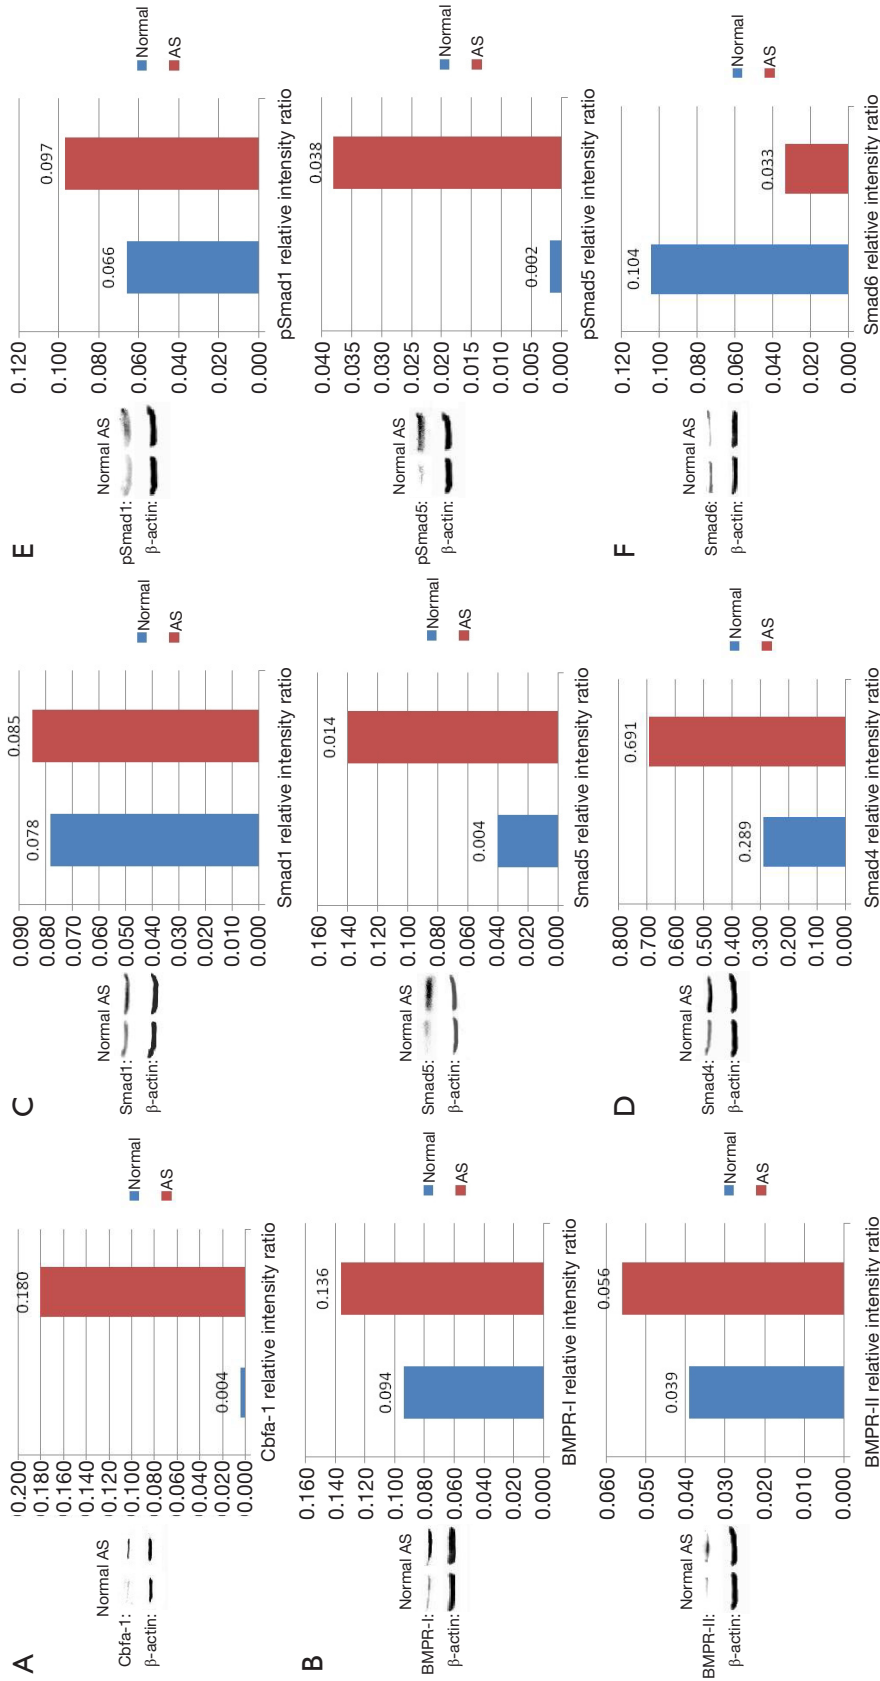 A
Normal AS
Cbfa-1:
β-actin:
0.200
0.180
0.160
0.140
0.120
0.100
0.080
0.060
0.040
0.020
0.000
0.004
0.180
Cbfa-1 relative intensity ratio
Normal
AS
B
Normal AS
BMPR-I:
β-actin:
0.160
0.140
0.120
0.100
0.080
0.060
0.040
0.020
0.000
0.094
0.136
BMPR-I relative intensity ratio
Normal
AS
Normal AS
BMPR-II:
β-actin:
0.060
0.050
0.040
0.030
0.020
0.010
0.000
0.039
0.056
BMPR-II relative intensity ratio
Normal
AS
C
Normal AS
Smad1:
β-actin:
0.090
0.080
0.070
0.060
0.050
0.040
0.030
0.020
0.010
0.000
0.078
0.085
Smad1 relative intensity ratio
Normal
AS
Normal AS
Smad5:
β-actin:
0.160
0.140
0.120
0.100
0.080
0.060
0.040
0.020
0.000
0.004
0.014
Smad5 relative intensity ratio
Normal
AS
D
Normal AS
Smad4:
β-actin:
0.800
0.700
0.600
0.500
0.400
0.300
0.200
0.100
0.000
0.289
0.691
Smad4 relative intensity ratio
Normal
AS
E
Normal AS
pSmad1:
β-actin:
0.120
0.100
0.080
0.060
0.040
0.020
0.000
0.066
0.097
pSmad1 relative intensity ratio
Normal
AS
Normal AS
pSmad5:
β-actin:
0.040
0.035
0.030
0.025
0.020
0.015
0.010
0.005
0.000
0.002
0.038
pSmad5 relative intensity ratio
Normal
AS
F
Normal AS
Smad6:
β-actin:
0.120
0.100
0.080
0.060
0.040
0.020
0.000
0.104
0.033
Smad6 relative intensity ratio
Normal
AS